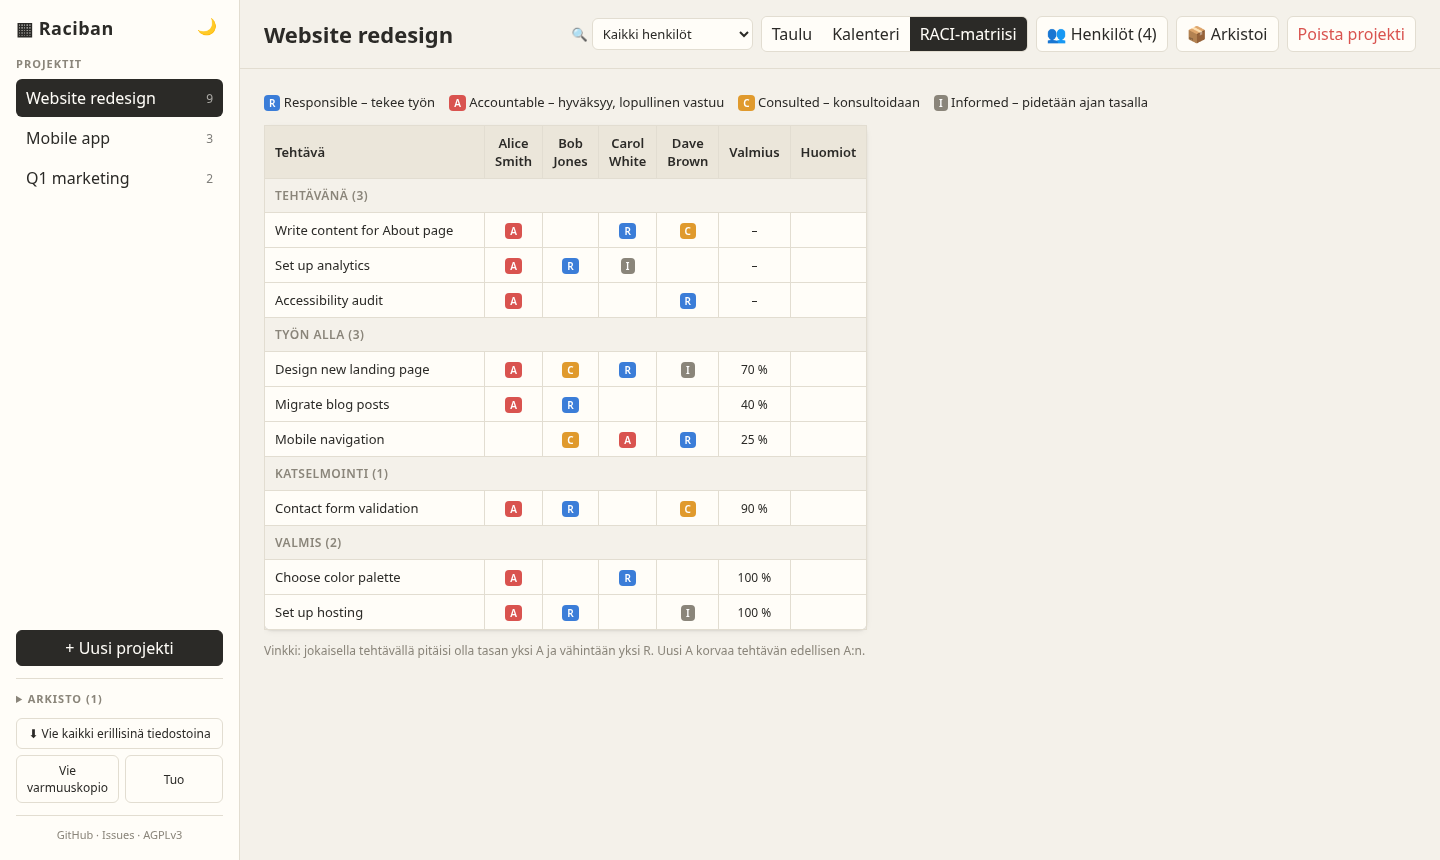 ▦ Raciban 🌙
PROJEKTIT
Website redesign 9
Mobile app 3
Q1 marketing 2
+ Uusi projekti
▶ ARKISTO (1)
⬇ Vie kaikki erillisinä tiedostoina
Vie
varmuuskopio
Tuo
GitHub · Issues · AGPLv3
Website redesign
🔍 Kaikki henkilöt
Taulu Kalenteri RACI-matriisi
👥 Henkilöt (4)
📦 Arkistoi
Poista projekti
R Responsible – tekee työn A Accountable – hyväksyy, lopullinen vastuu C Consulted – konsultoidaan I Informed – pidetään ajan tasalla
Tehtävä Alice Smith Bob Jones Carol White Dave Brown Valmius Huomiot
TEHTÄVÄNÄ (3)
Write content for About page A R C –
Set up analytics A R I –
Accessibility audit A R –
TYÖN ALLA (3)
Design new landing page A C R I 70 %
Migrate blog posts A R 40 %
Mobile navigation C A R 25 %
KATSELMOINTI (1)
Contact form validation A R C 90 %
VALMIS (2)
Choose color palette A R 100 %
Set up hosting A R I 100 %
Vinkki: jokaisella tehtävällä pitäisi olla tasan yksi A ja vähintään yksi R. Uusi A korvaa tehtävän edellisen A:n.